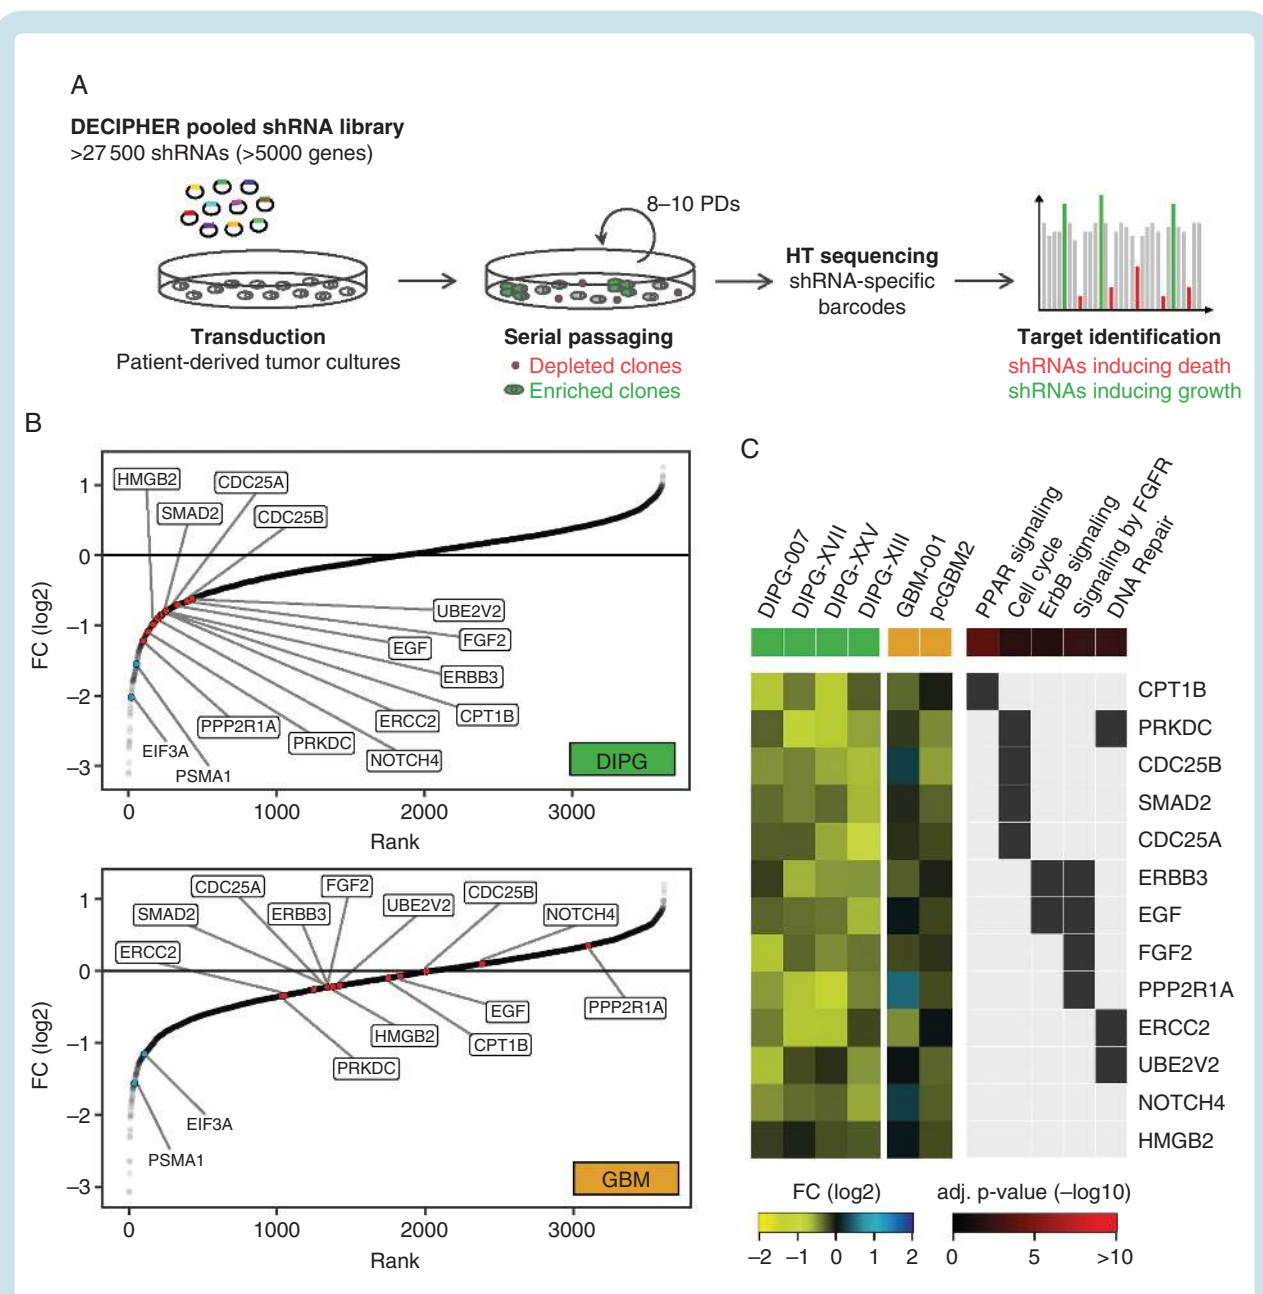 A
DECIPHER pooled shRNA library
>27 500 shRNAs (>5000 genes)
8–10 PDs
HT sequencing
shRNA-specific
barcodes
Transduction
Patient-derived tumor cultures
Serial passaging
Depleted clones
Enriched clones
Target identification
shRNAs inducing death
shRNAs inducing growth
B
FC (log2)
1
0
–1
–2
–3
HMGB2
CDC25A
SMAD2
CDC25B
UBE2V2
FGF2
EGF
ERBB3
CPT1B
ERCC2
PPP2R1A
PRKDC
NOTCH4
EIF3A
PSMA1
DIPG
0
1000
2000
3000
Rank
FC (log2)
1
0
–1
–2
–3
CDC25A
FGF2
CDC25B
SMAD2
ERBB3
UBE2V2
NOTCH4
ERCC2
PPP2R1A
EGF
HMGB2
CPT1B
PRKDC
EIF3A
PSMA1
GBM
0
1000
2000
3000
Rank
C
DIPG-007
DIPG-XVII
DIPG-XXV
DIPG-XIII
GBM-001
pcGBM2
PPAR signaling
Cell cycle
ErbB signaling
Signaling by FGFR
DNA Repair
CPT1B
PRKDC
CDC25B
SMAD2
CDC25A
ERBB3
EGF
FGF2
PPP2R1A
ERCC2
UBE2V2
NOTCH4
HMGB2
FC (log2)
–2 –1 0 1 2
adj. p-value (–log10)
0 5 >10